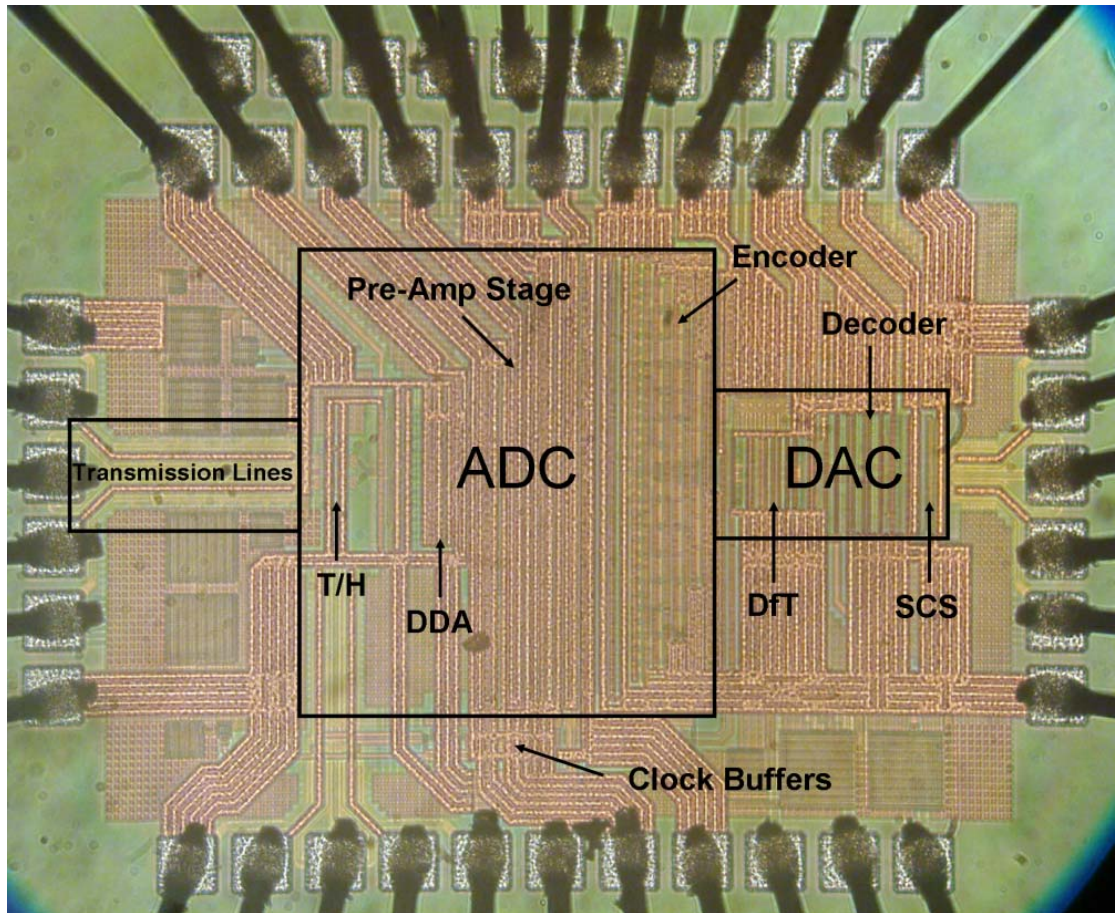 Encoder
Pre-Amp Stage
Decoder
ADC
DAC
Transmission Lines
T/H
DDA
DfT
SCS
Clock Buffers